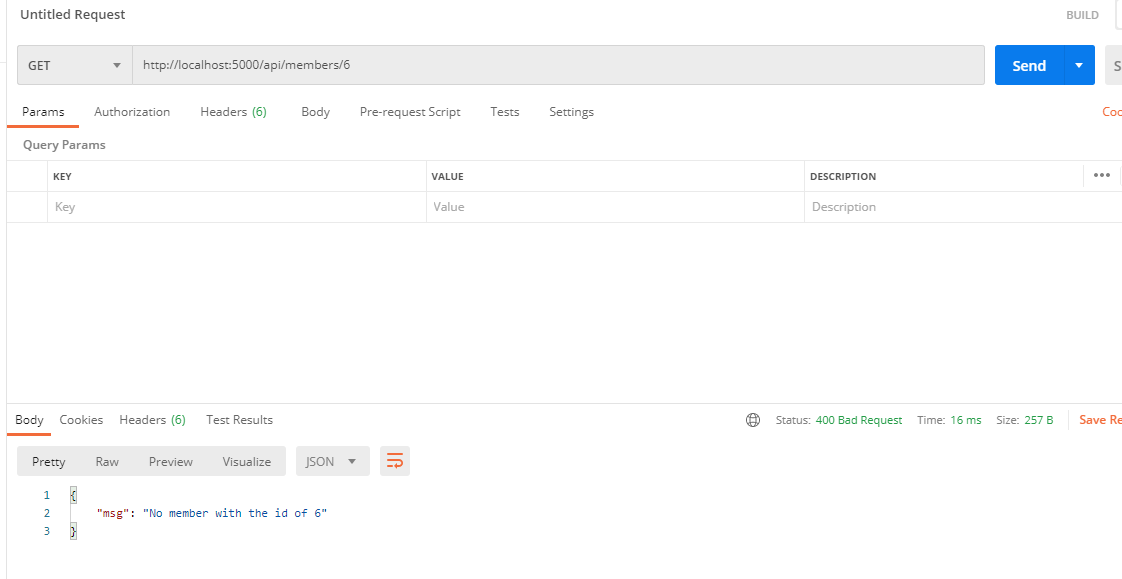 Untitled Request
BUILD
GET
http://localhost:5000/api/members/6
Send
S
Params Authorization Headers (6) Body Pre-request Script Tests Settings Coo
Query Params
KEY VALUE DESCRIPTION •••
Key Value Description
Body Cookies Headers (6) Test Results Status: 400 Bad Request Time: 16 ms Size: 257 B Save Re
Pretty Raw Preview Visualize JSON
1 {
2 "msg": "No member with the id of 6"
3 }